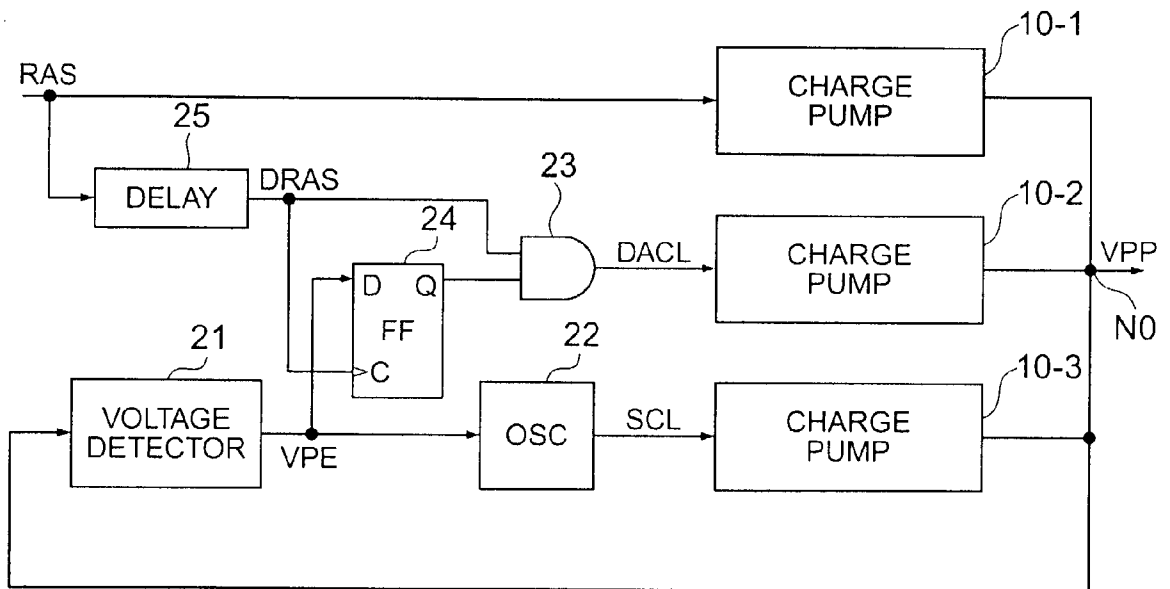 10-1
RAS
CHARGE
PUMP
25
DELAY
DRAS
23
10-2
24
D Q
FF
C
DACL
CHARGE
PUMP
VPP
N0
21
VOLTAGE
DETECTOR
VPE
22
OSC
SCL
10-3
CHARGE
PUMP